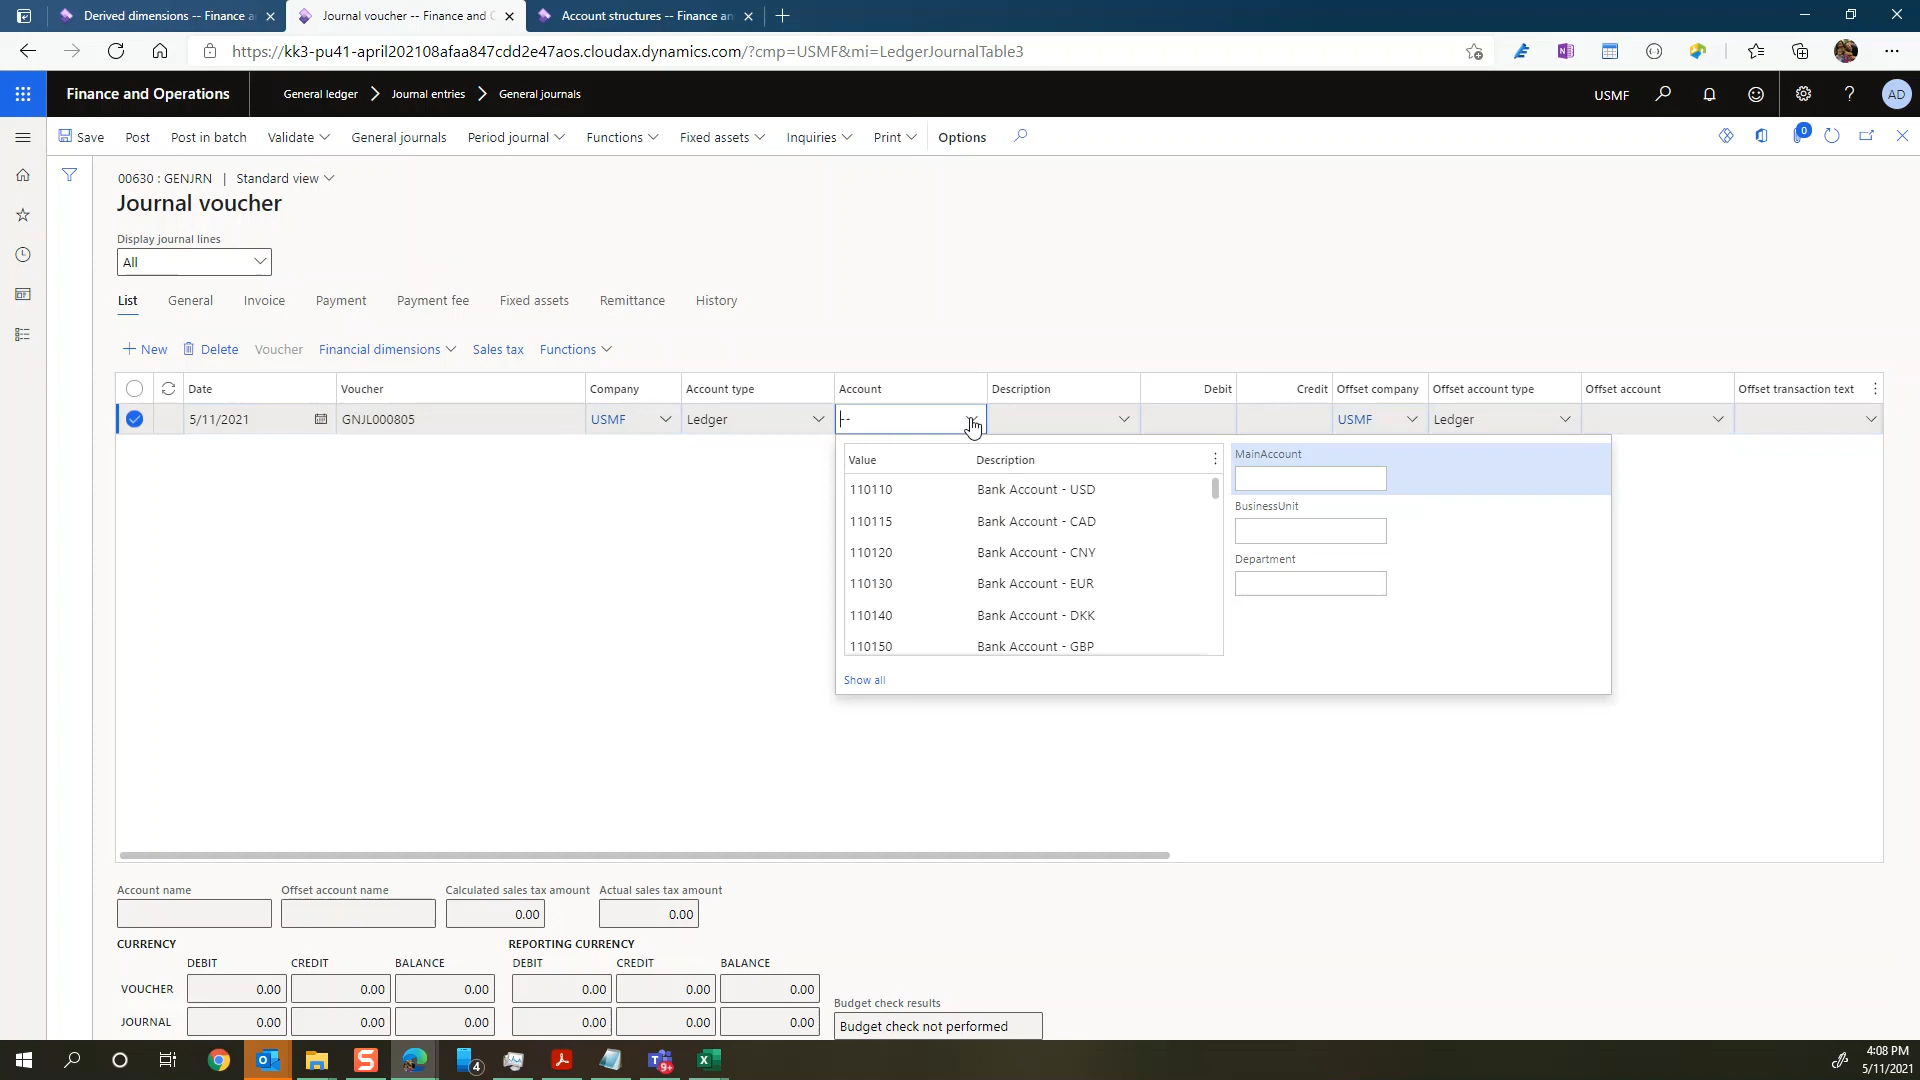 Derived dimensions -- Finance a
Journal voucher -- Finance and C
Account structures -- Finance an
https://kk3-pu41-april202108afaa847cdd2e47aos.cloudax.dynamics.com/?cmp=USMF&mi=LedgerJournalTable3
Finance and Operations
General ledger
Journal entries
General journals
USMF
AD
Save
Post
Post in batch
Validate
General journals
Period journal
Functions
Fixed assets
Inquiries
Print
Options
0
00630 : GENJRN | Standard view
Journal voucher
Display journal lines
All
List
General
Invoice
Payment
Payment fee
Fixed assets
Remittance
History
New
Delete
Voucher
Financial dimensions
Sales tax
Functions
Date Voucher Company Account type Account Description Debit Credit Offset company Offset account type Offset account Offset transaction text
5/11/2021 GNJL000805 USMF Ledger -- USMF Ledger
Value Description
110110 Bank Account - USD
110115 Bank Account - CAD
110120 Bank Account - CNY
110130 Bank Account - EUR
110140 Bank Account - DKK
110150 Bank Account - GBP
Show all
MainAccount
BusinessUnit
Department
Account name Offset account name Calculated sales tax amount Actual sales tax amount
0.00 0.00
CURRENCY REPORTING CURRENCY
DEBIT CREDIT BALANCE DEBIT CREDIT BALANCE
VOUCHER 0.00 0.00 0.00 0.00 0.00 0.00
JOURNAL 0.00 0.00 0.00 0.00 0.00 0.00
Budget check results
Budget check not performed
4
9+
4:08 PM
5/11/2021